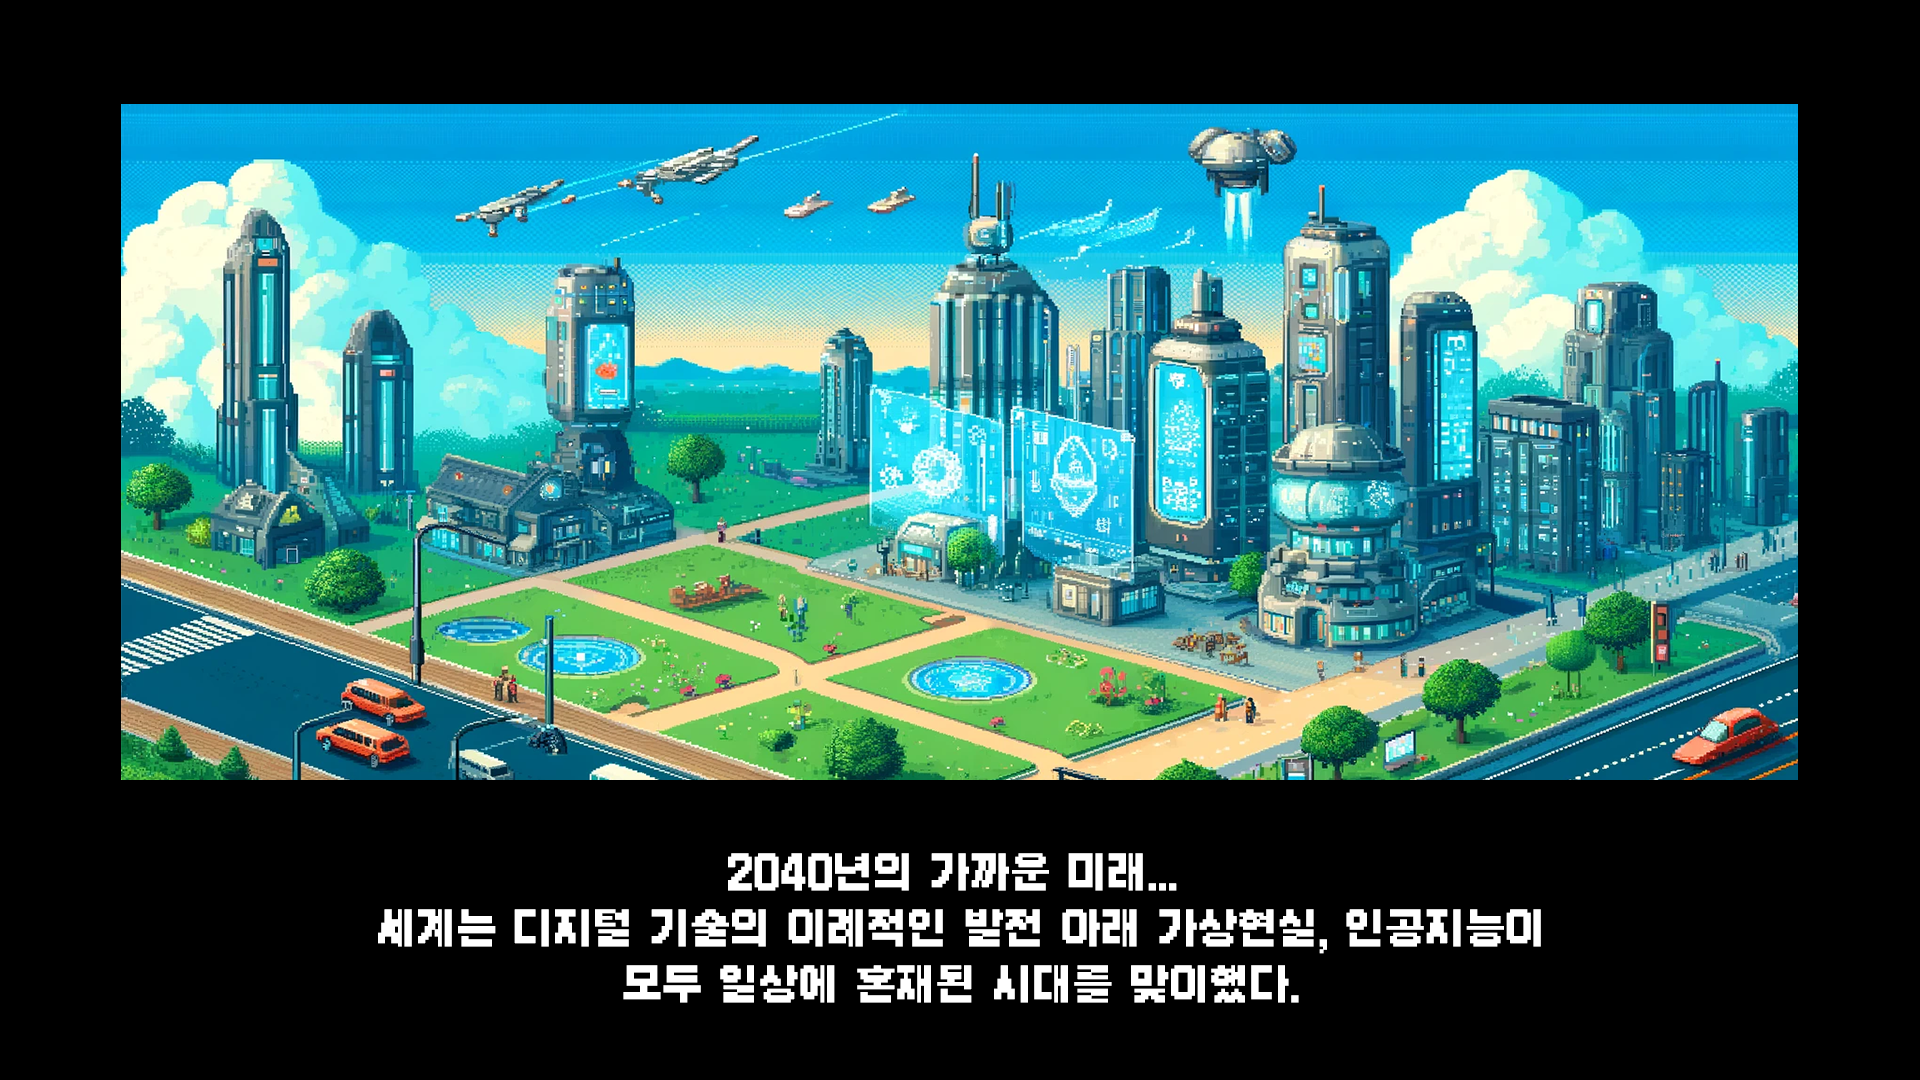 2040년의 가까운 미래...
세계는 디지털 기술의 이례적인 발전 아래 가상현실, 인공지능이
모두 일상에 혼재된 시대를 맞이했다.